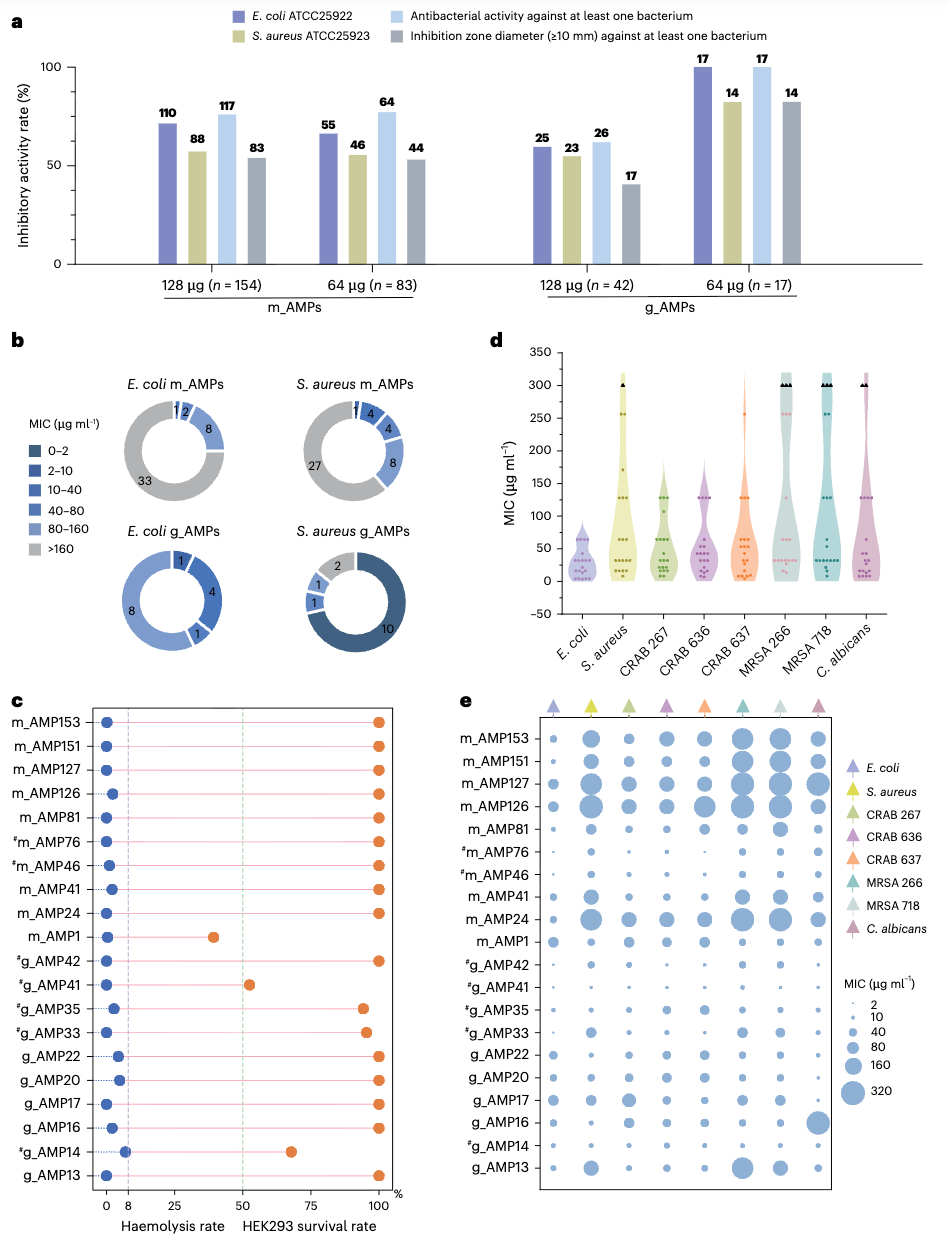 a
E. coli ATCC25922
Antibacterial activity against at least one bacterium
S. aureus ATCC25923
Inhibition zone diameter (≥10 mm) against at least one bacterium
Inhibitory activity rate (%)
100
50
0
110
88
117
83
55
46
64
44
25
23
26
17
17
14
17
14
128 µg (n = 154)
64 µg (n = 83)
128 µg (n = 42)
64 µg (n = 17)
m_AMPs
g_AMPs
b
MIC (µg ml⁻¹)
0–2
2–10
10–40
40–80
80–160
>160
E. coli m_AMPs
1
2
8
33
S. aureus m_AMPs
1
4
4
8
27
E. coli g_AMPs
1
4
1
8
S. aureus g_AMPs
2
1
1
10
d
MIC (µg ml⁻¹)
350
300
250
200
150
100
50
0
–50
E. coli
S. aureus
CRAB 267
CRAB 636
CRAB 637
MRSA 266
MRSA 718
C. albicans
c
m_AMP153
m_AMP151
m_AMP127
m_AMP126
m_AMP81
#m_AMP76
#m_AMP46
m_AMP41
m_AMP24
m_AMP1
#g_AMP42
#g_AMP41
#g_AMP35
#g_AMP33
g_AMP22
g_AMP20
g_AMP17
g_AMP16
#g_AMP14
g_AMP13
0
8
25
50
75
100
%
Haemolysis rate
HEK293 survival rate
e
m_AMP153
m_AMP151
m_AMP127
m_AMP126
m_AMP81
#m_AMP76
#m_AMP46
m_AMP41
m_AMP24
m_AMP1
#g_AMP42
#g_AMP41
#g_AMP35
#g_AMP33
g_AMP22
g_AMP20
g_AMP17
g_AMP16
#g_AMP14
g_AMP13
E. coli
S. aureus
CRAB 267
CRAB 636
CRAB 637
MRSA 266
MRSA 718
C. albicans
MIC (µg ml⁻¹)
2
10
40
80
160
320